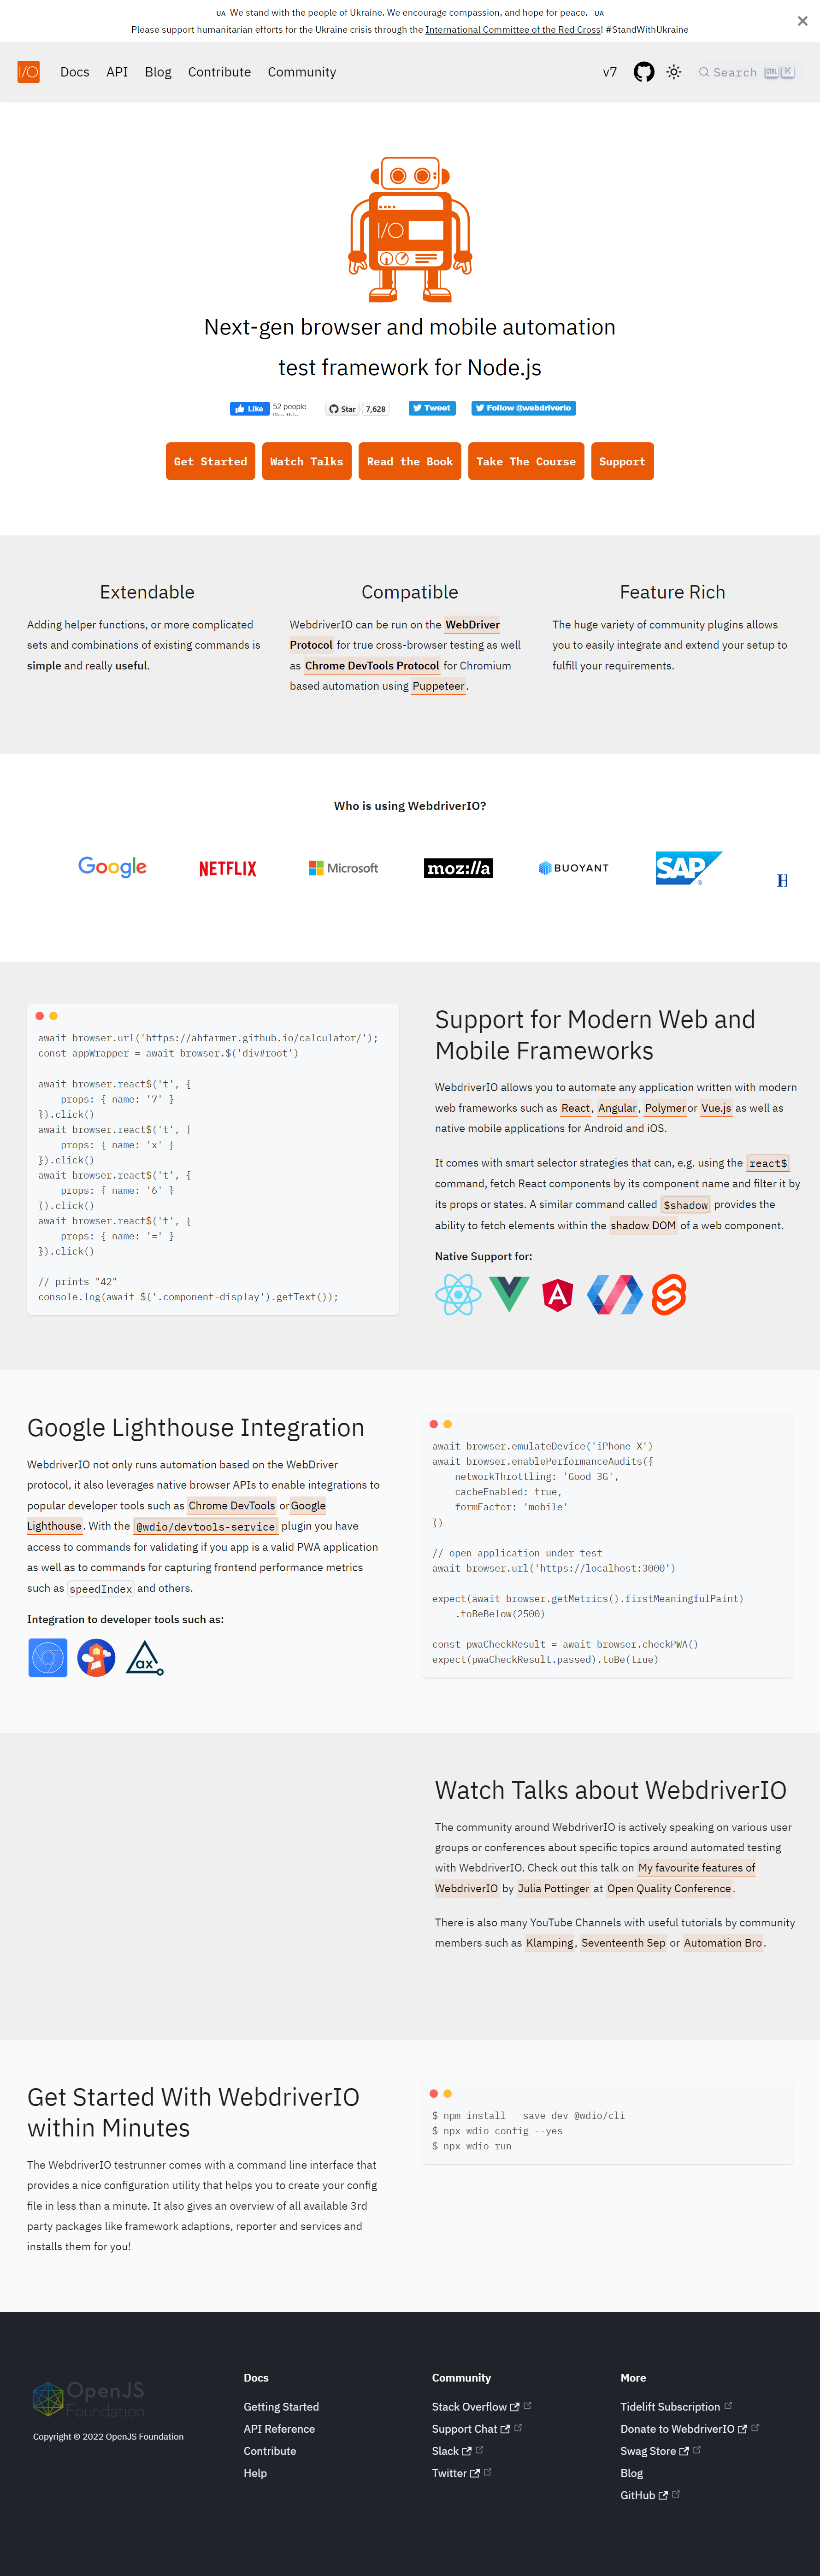 UA We stand with the people of Ukraine. We encourage compassion, and hope for peace. UA
Please support humanitarian efforts for the Ukraine crisis through the International Committee of the Red Cross! #StandWithUkraine
I/O Docs API Blog Contribute Community v7 Search CTRL K
I/O
Next-gen browser and mobile automation
test framework for Node.js
Like 52 people Star 7,628 Tweet Follow @webdriverio
Get Started Watch Talks Read the Book Take The Course Support
Extendable
Adding helper functions, or more complicated
sets and combinations of existing commands is
simple and really useful.
Compatible
WebdriverIO can be run on the WebDriver
Protocol for true cross-browser testing as well
as Chrome DevTools Protocol for Chromium
based automation using Puppeteer.
Feature Rich
The huge variety of community plugins allows
you to easily integrate and extend your setup to
fulfill your requirements.
Who is using WebdriverIO?
Google NETFLIX Microsoft moz://a BUOYANT SAP H
await browser.url('https://ahfarmer.github.io/calculator/');
const appWrapper = await browser.$('div#root')
await browser.react$('t', {
props: { name: '7' }
}).click()
await browser.react$('t', {
props: { name: 'x' }
}).click()
await browser.react$('t', {
props: { name: '6' }
}).click()
await browser.react$('t', {
props: { name: '=' }
}).click()
// prints "42"
console.log(await $('.component-display').getText());
Support for Modern Web and
Mobile Frameworks
WebdriverIO allows you to automate any application written with modern
web frameworks such as React, Angular, Polymer or Vue.js as well as
native mobile applications for Android and iOS.
It comes with smart selector strategies that can, e.g. using the react$
command, fetch React components by its component name and filter it by
its props or states. A similar command called $shadow provides the
ability to fetch elements within the shadow DOM of a web component.
Native Support for:
A
Google Lighthouse Integration
WebdriverIO not only runs automation based on the WebDriver
protocol, it also leverages native browser APIs to enable integrations to
popular developer tools such as Chrome DevTools or Google
Lighthouse. With the @wdio/devtools-service plugin you have
access to commands for validating if you app is a valid PWA application
as well as to commands for capturing frontend performance metrics
such as speedIndex and others.
Integration to developer tools such as:
ax
await browser.emulateDevice('iPhone X')
await browser.enablePerformanceAudits({
networkThrottling: 'Good 3G',
cacheEnabled: true,
formFactor: 'mobile'
})
// open application under test
await browser.url('https://localhost:3000')
expect(await browser.getMetrics().firstMeaningfulPaint)
.toBeBelow(2500)
const pwaCheckResult = await browser.checkPWA()
expect(pwaCheckResult.passed).toBe(true)
Watch Talks about WebdriverIO
The community around WebdriverIO is actively speaking on various user
groups or conferences about specific topics around automated testing
with WebdriverIO. Check out this talk on My favourite features of
WebdriverIO by Julia Pottinger at Open Quality Conference.
There is also many YouTube Channels with useful tutorials by community
members such as Klamping, Seventeenth Sep or Automation Bro.
Get Started With WebdriverIO
within Minutes
The WebdriverIO testrunner comes with a command line interface that
provides a nice configuration utility that helps you to create your config
file in less than a minute. It also gives an overview of all available 3rd
party packages like framework adaptions, reporter and services and
installs them for you!
$ npm install --save-dev @wdio/cli
$ npx wdio config --yes
$ npx wdio run
OpenJS
Foundation
Copyright © 2022 OpenJS Foundation
Docs
Getting Started
API Reference
Contribute
Help
Community
Stack Overflow
Support Chat
Slack
Twitter
More
Tidelift Subscription
Donate to WebdriverIO
Swag Store
Blog
GitHub